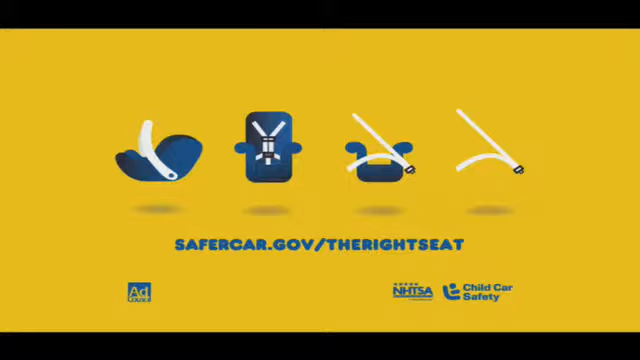 SAFERCAR.GOV/THERIGHTSEAT
Ad
Council
NHTSA
Child Car
Safety